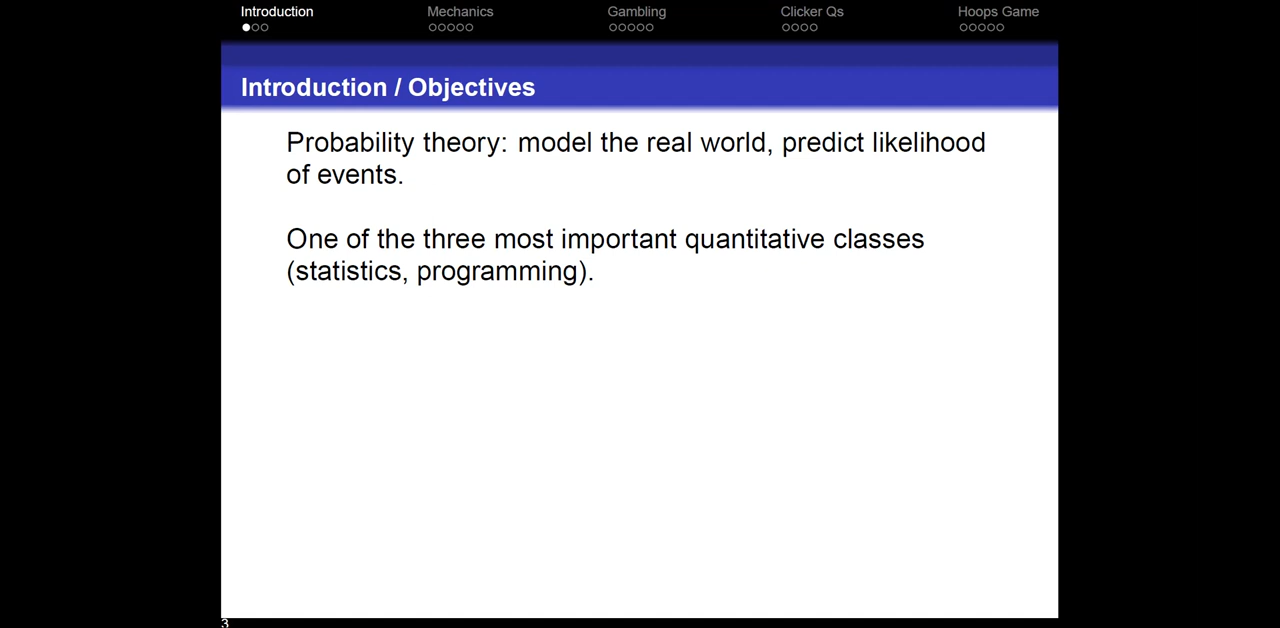 Introduction Mechanics Gambling Clicker Qs Hoops Game
Introduction / Objectives
Probability theory: model the real world, predict likelihood
of events.
One of the three most important quantitative classes
(statistics, programming).
3